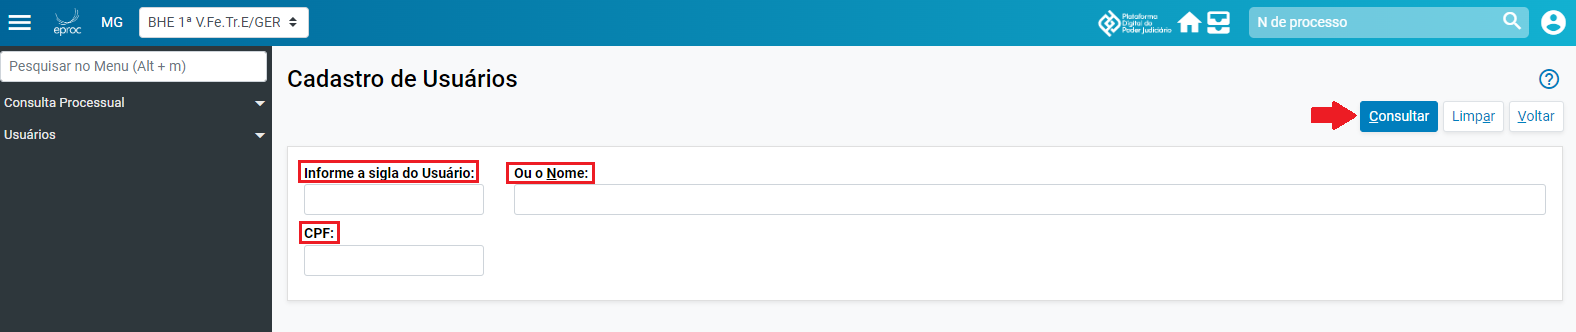 eproc
MG
BHE 1ª V.Fe.Tr.E/GER
Plataforma
Digital do
Poder Judiciário
N de processo
Pesquisar no Menu (Alt + m)
Consulta Processual
Usuários
Cadastro de Usuários
Consultar
Limpar
Voltar
Informe a sigla do Usuário:
Ou o Nome:
CPF: